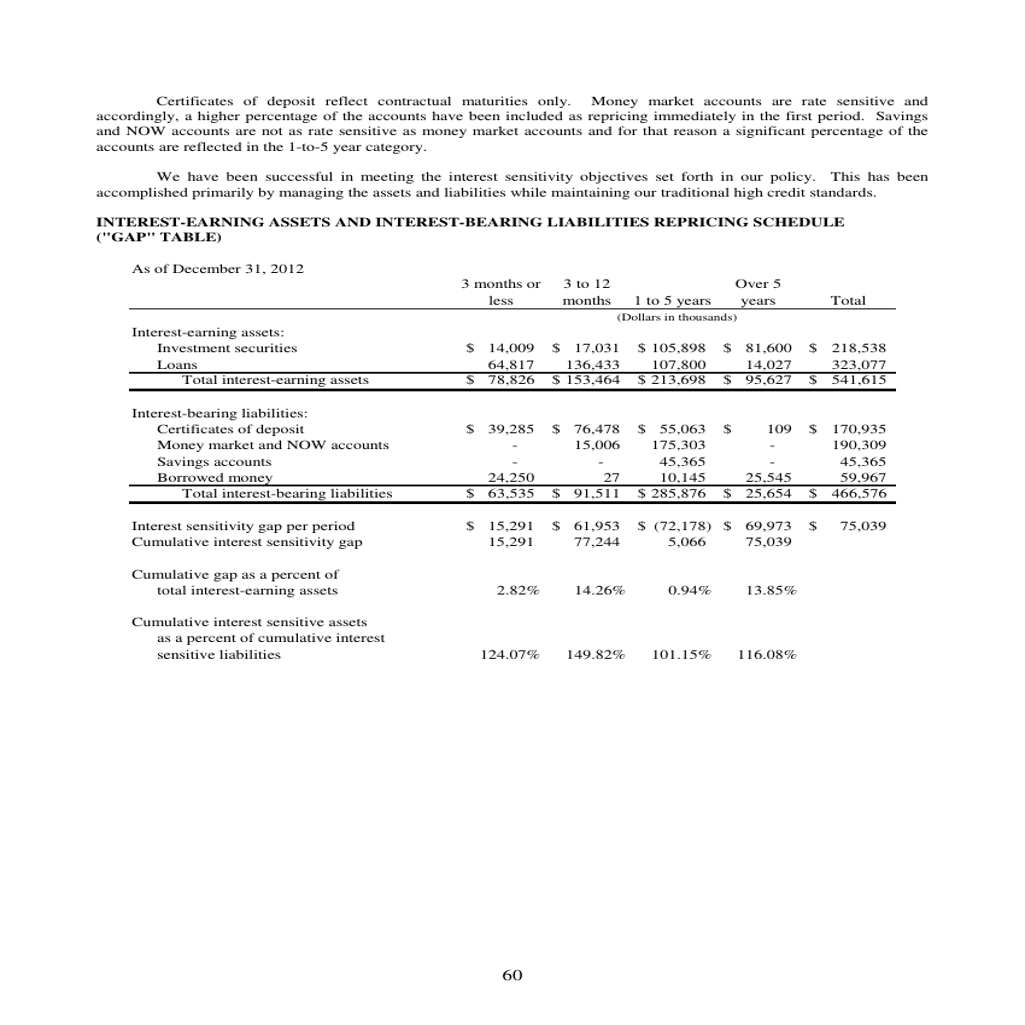 Certificates of deposit reflect contractual maturities only. Money market accounts are rate sensitive and
accordingly, a higher percentage of the accounts have been included as repricing immediately in the first period. Savings
and NOW accounts are not as rate sensitive as money market accounts and for that reason a significant percentage of the
accounts are reflected in the 1-to-5 year category.
We have been successful in meeting the interest sensitivity objectives set forth in our policy. This has been
accomplished primarily by managing the assets and liabilities while maintaining our traditional high credit standards.
INTEREST-EARNING ASSETS AND INTEREST-BEARING LIABILITIES REPRICING SCHEDULE
("GAP" TABLE)
As of December 31, 2012
3 months or 3 to 12 Over 5
less months 1 to 5 years years Total
(Dollars in thousands)
Interest-earning assets:
Investment securities $ 14,009 $ 17,031 $ 105,898 $ 81,600 $ 218,538
Loans 64,817 136,433 107,800 14,027 323,077
Total interest-earning assets $ 78,826 $ 153,464 $ 213,698 $ 95,627 $ 541,615
Interest-bearing liabilities:
Certificates of deposit $ 39,285 $ 76,478 $ 55,063 $ 109 $ 170,935
Money market and NOW accounts - 15,006 175,303 - 190,309
Savings accounts - - 45,365 - 45,365
Borrowed money 24,250 27 10,145 25,545 59,967
Total interest-bearing liabilities $ 63,535 $ 91,511 $ 285,876 $ 25,654 $ 466,576
Interest sensitivity gap per period $ 15,291 $ 61,953 $ (72,178) $ 69,973 $ 75,039
Cumulative interest sensitivity gap 15,291 77,244 5,066 75,039
Cumulative gap as a percent of
total interest-earning assets 2.82% 14.26% 0.94% 13.85%
Cumulative interest sensitive assets
as a percent of cumulative interest
sensitive liabilities 124.07% 149.82% 101.15% 116.08%
60